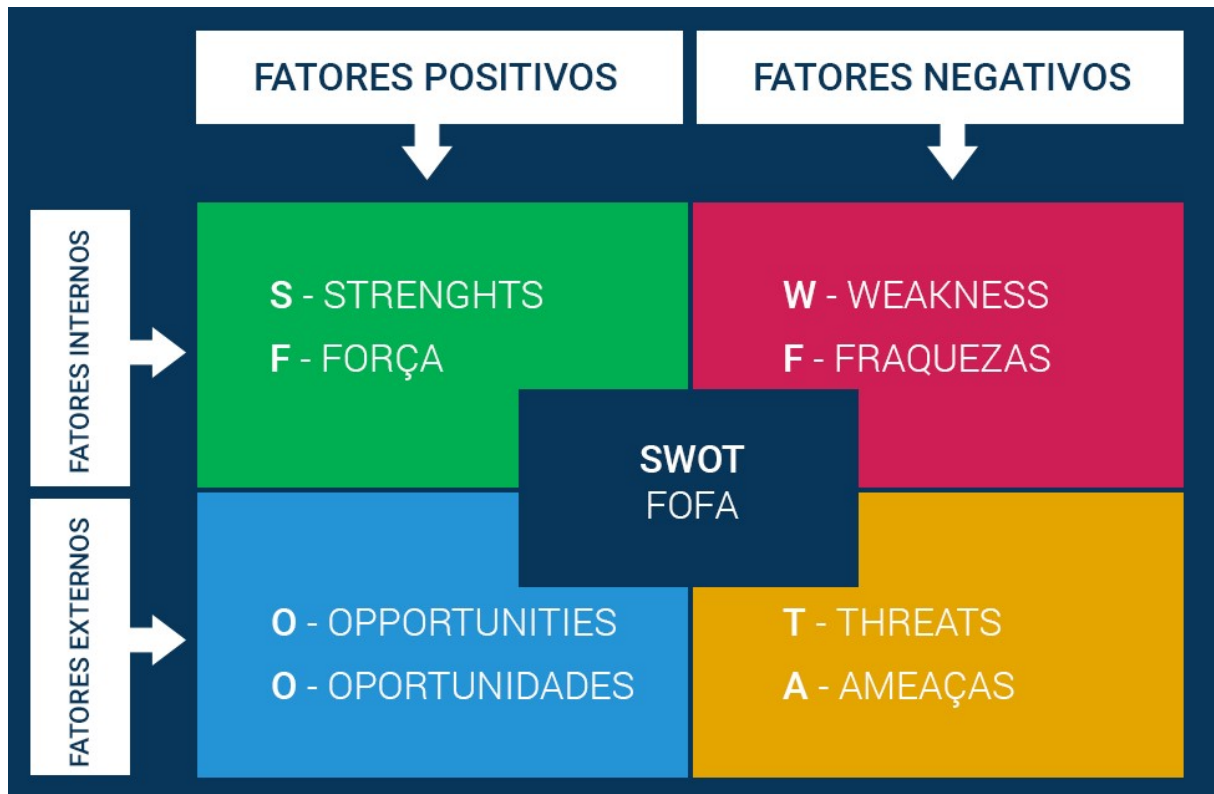 FATORES POSITIVOS
FATORES NEGATIVOS
FATORES INTERNOS
S - STRENGHTS
F - FORÇA
W - WEAKNESS
F - FRAQUEZAS
SWOT
FOFA
FATORES EXTERNOS
O - OPPORTUNITIES
O - OPORTUNIDADES
T - THREATS
A - AMEAÇAS